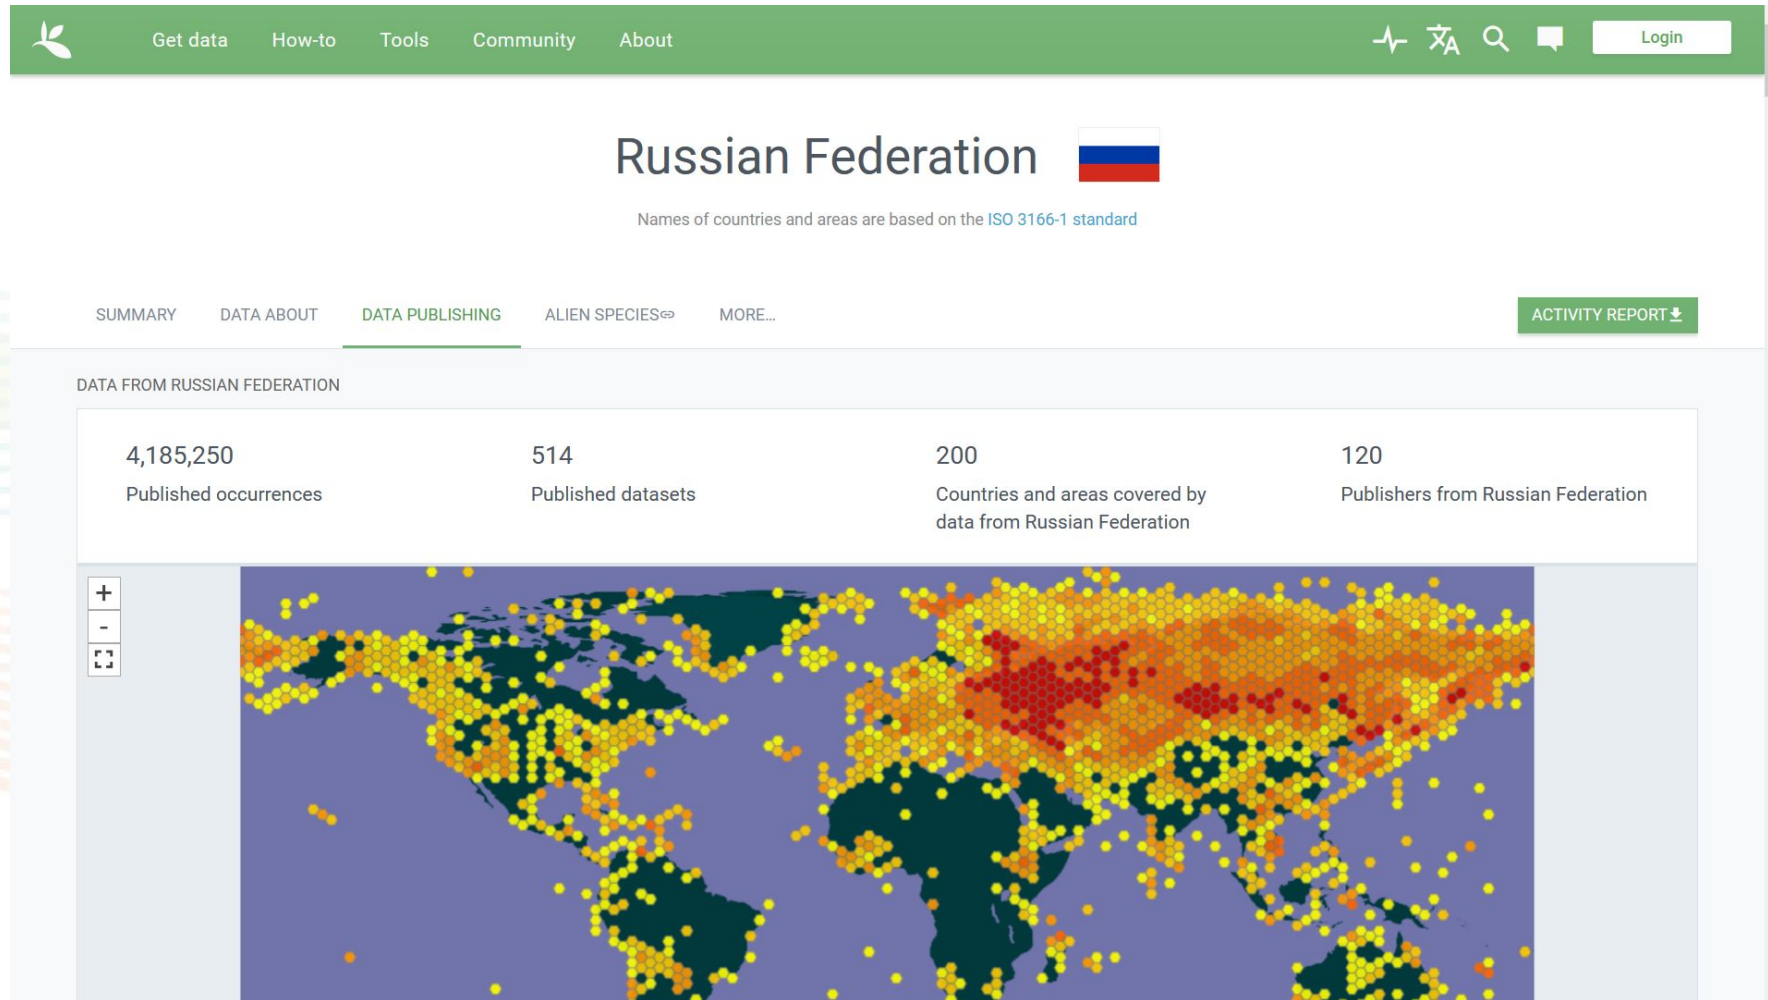 Get data How-to Tools Community About Login
Russian Federation
Names of countries and areas are based on the ISO 3166-1 standard
SUMMARY DATA ABOUT DATA PUBLISHING ALIEN SPECIES MORE... ACTIVITY REPORT
DATA FROM RUSSIAN FEDERATION
4,185,250
Published occurrences
514
Published datasets
200
Countries and areas covered by
data from Russian Federation
120
Publishers from Russian Federation
+
-